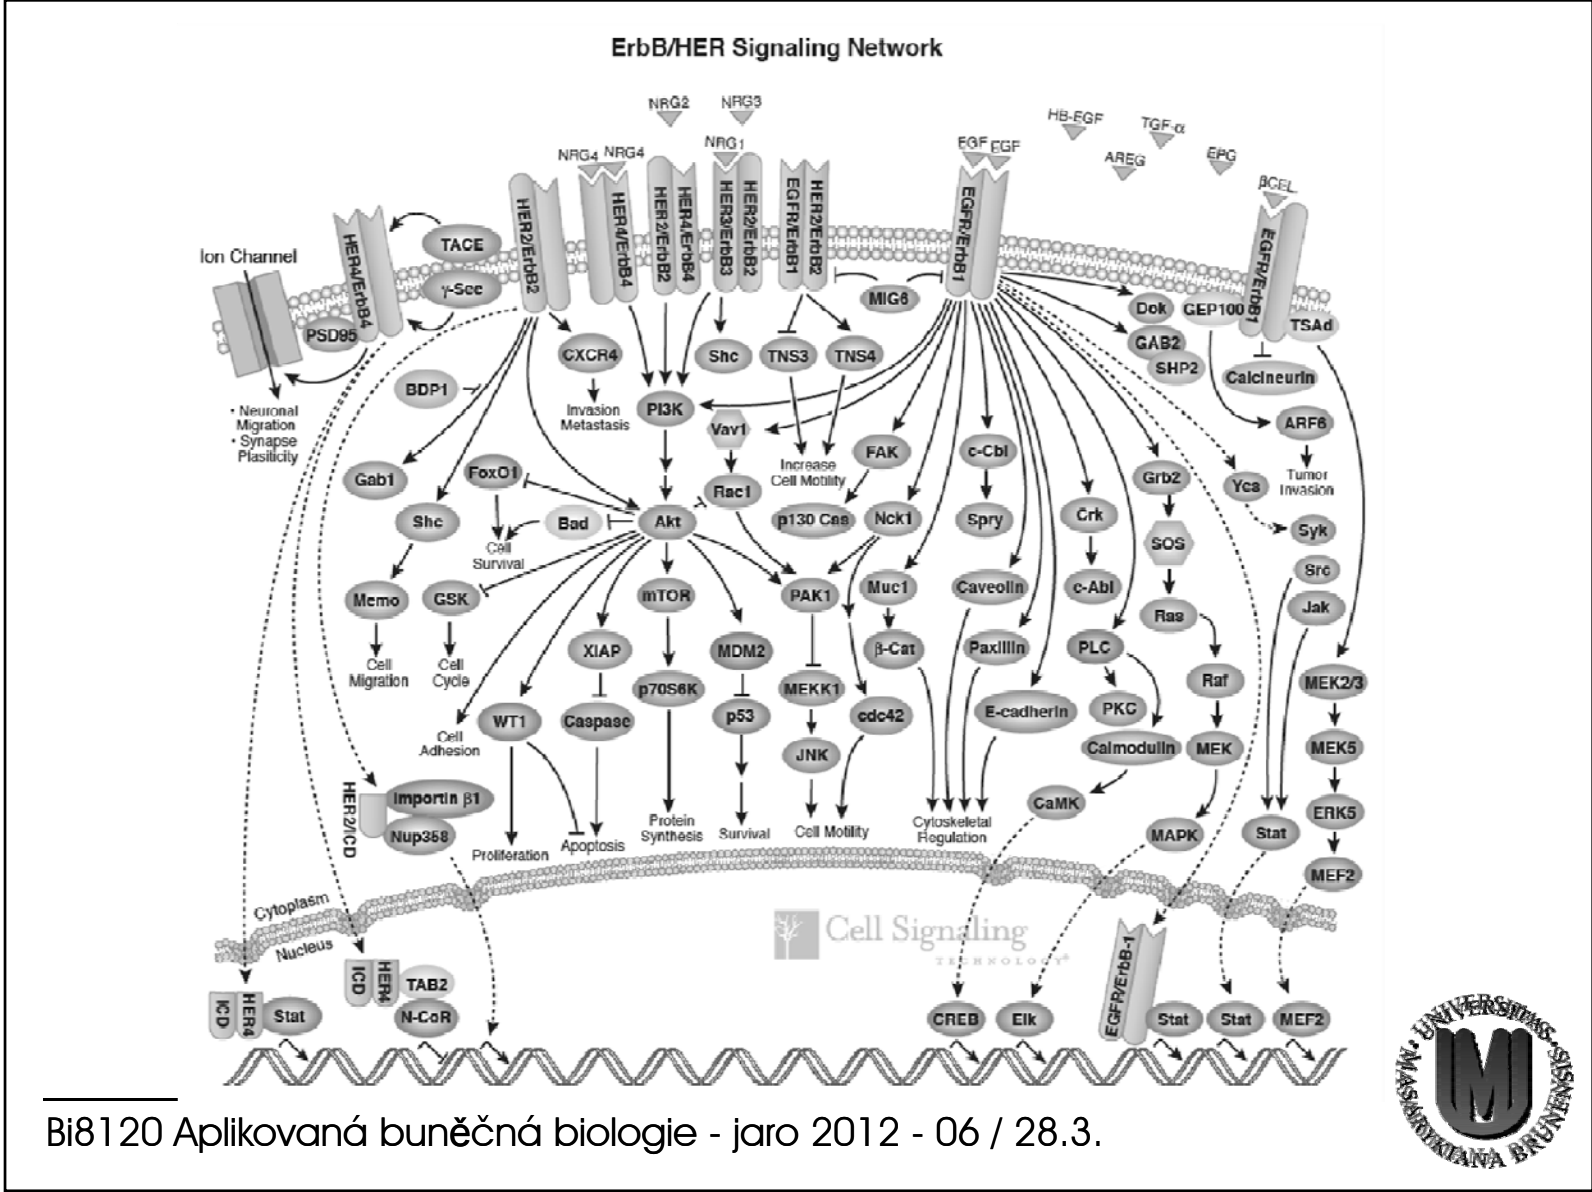 ErbB/HER Signaling Network
NRG2
NRG3
HB-EGF
TGF-α
NRG4
NRG4
NRG1
EGF
EGF
AREG
EPG
βCEL
HER4/ErbB4
TACE
HER2/ErbB2
HER4/ErbB4
HER2/ErbB2
HER4/ErbB4
HER3/ErbB3
HER2/ErbB2
EGFR/ErbB1
HER2/ErbB2
EGFR/ErbB1
EGFR/ErbB1
Ion Channel
γ-Sec
MIG6
Dok
GEP100
TSAd
PSD95
CXCR4
Shc
TNS3
TNS4
GAB2
SHP2
Calcineurin
BDP1
• Neuronal
Migration
• Synapse
Plasiticity
Invasion
Metastasis
PI3K
Vav1
ARF6
FAK
c-Cbl
Increase
Cell Motility
Tumor
Invasion
Gab1
FoxO1
Rac1
Grb2
Yes
Shc
Bad
Akt
p130 Cas
Nck1
Spry
Crk
SOS
Syk
Cell
Survival
Src
Memo
GSK
mTOR
PAK1
Muc1
Caveolin
c-Abl
Ras
Jak
XIAP
MDM2
β-Cat
Paxillin
PLC
Cell
Migration
Cell
Cycle
p70S6K
MEKK1
Raf
MEK2/3
WT1
Caspase
p53
cdc42
E-cadherin
PKC
Cell
Adhesion
JNK
Calmodulin
MEK
MEK5
HER2/ICD
Importin β1
Nup358
CaMK
MAPK
Stat
ERK5
Proliferation
Apoptosis
Protein
Synthesis
Survival
Cell Motility
Cytoskeletal
Regulation
MEF2
Cytoplasm
Nucleus
Cell Signaling
TECHNOLOGY®
ICD
HER4
Stat
ICD
HER4
TAB2
N-CoR
CREB
Elk
EGFR/ErbB-1
Stat
Stat
MEF2
Bi8120 Aplikovaná buněčná biologie - jaro 2012 - 06 / 28.3.
UNIVERSITAS • MASARYKIANA BRUNENSIS •